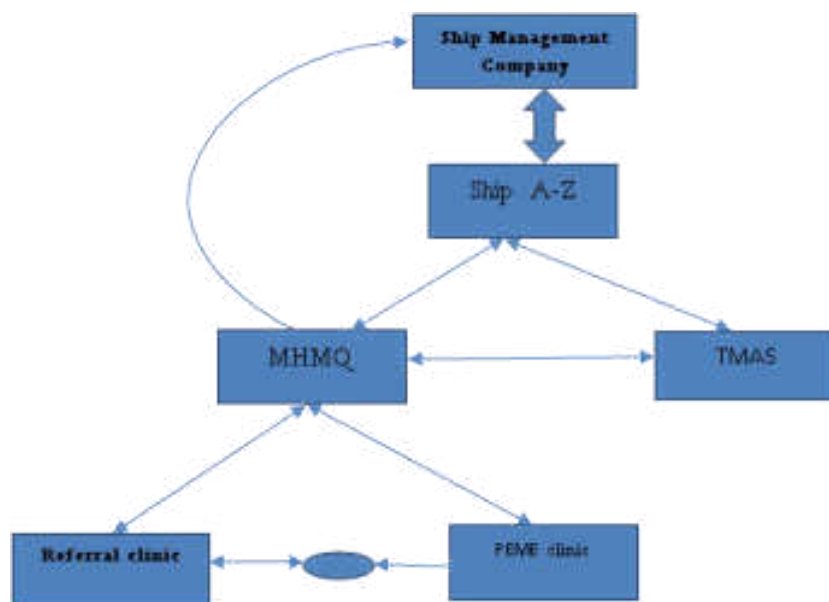 Ship Management
Company
Ship A-Z
MHMQ
TMAS
Referral clinic
PEME clinic